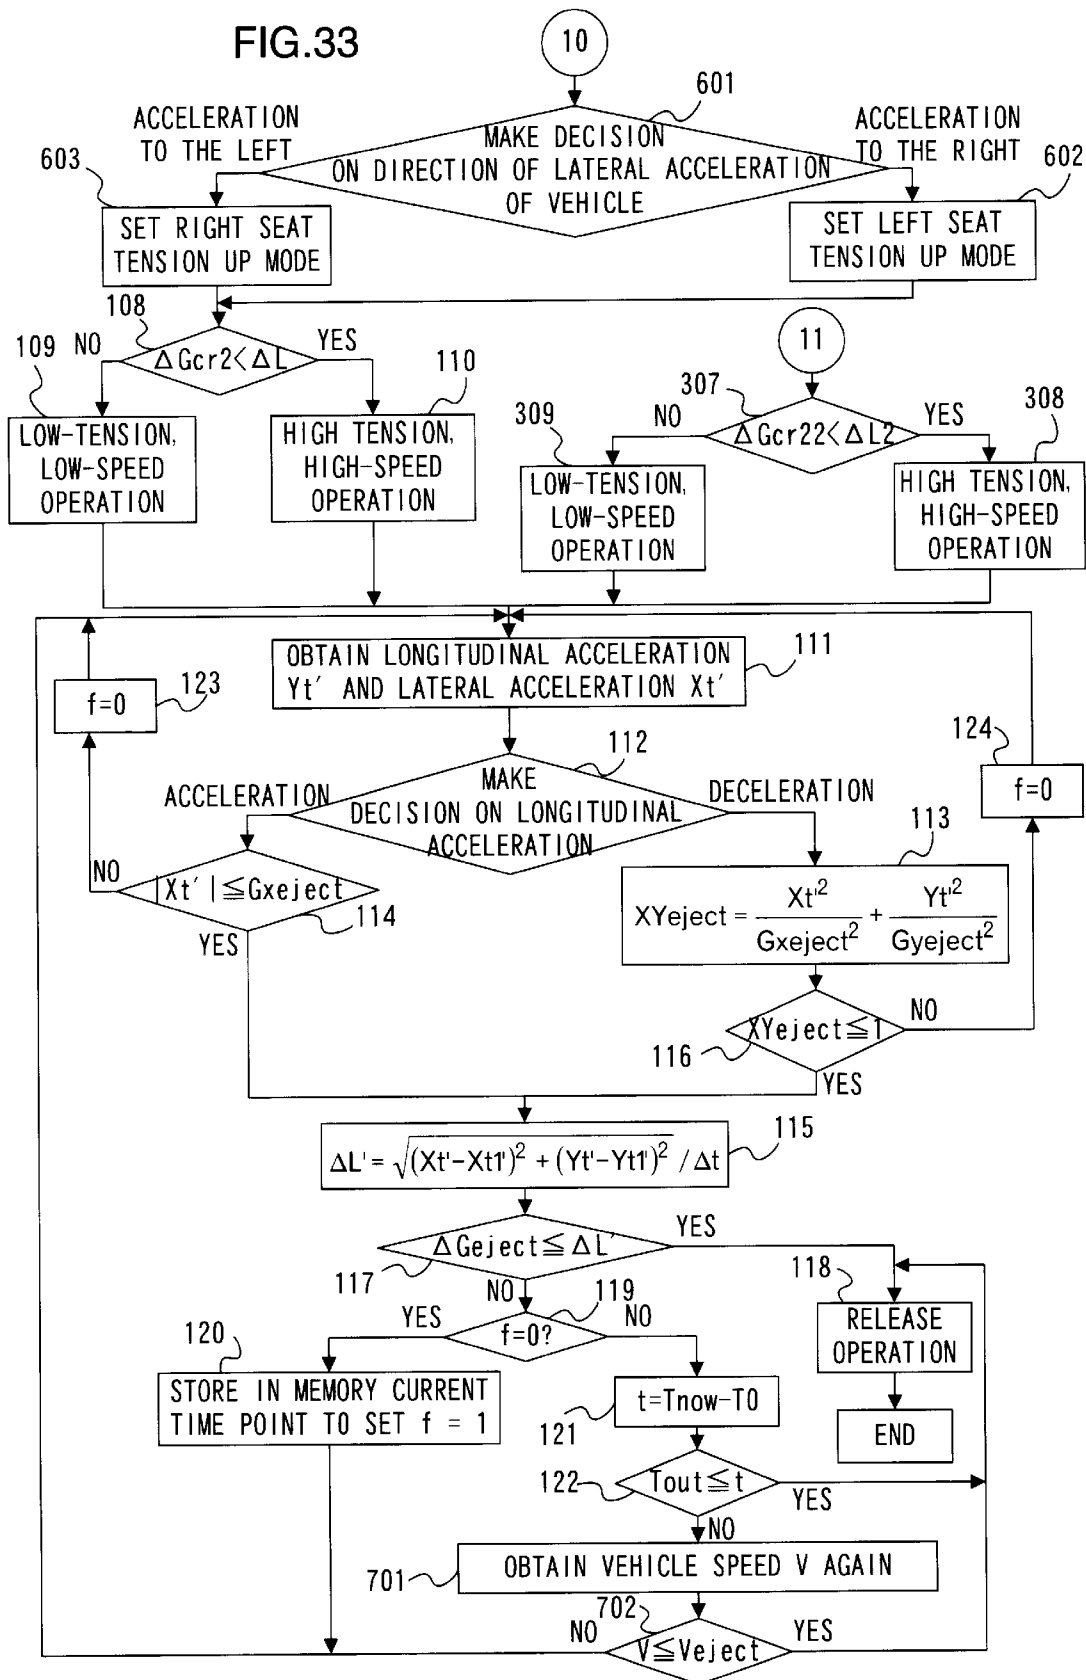 FIG.33
10
601
MAKE DECISION
ON DIRECTION OF LATERAL ACCELERATION
OF VEHICLE
ACCELERATION
TO THE LEFT
ACCELERATION
TO THE RIGHT
603
602
SET RIGHT SEAT
TENSION UP MODE
SET LEFT SEAT
TENSION UP MODE
108
ΔGcr2<ΔL
NO
YES
109
110
LOW-TENSION,
LOW-SPEED
OPERATION
HIGH TENSION,
HIGH-SPEED
OPERATION
11
307
ΔGcr22<ΔL2
NO
YES
309
308
LOW-TENSION,
LOW-SPEED
OPERATION
HIGH TENSION,
HIGH-SPEED
OPERATION
OBTAIN LONGITUDINAL ACCELERATION
Yt' AND LATERAL ACCELERATION Xt'
111
123
f=0
124
f=0
112
MAKE
DECISION ON LONGITUDINAL
ACCELERATION
ACCELERATION
DECELERATION
NO
|Xt'|≦Gxeject
114
YES
113
XYeject = Xt'²/Gxeject² + Yt'²/Gyeject²
XYeject≦1
NO
116
YES
115
ΔL' = √(Xt'-Xt1')² + (Yt'-Yt1')² / Δt
ΔGeject≦ΔL'
YES
117
NO
119
118
RELEASE
OPERATION
END
YES
f=0?
NO
120
STORE IN MEMORY CURRENT
TIME POINT TO SET f = 1
t=Tnow-T0
121
Tout≦t
122
YES
NO
OBTAIN VEHICLE SPEED V AGAIN
701
702
NO
V≦Veject
YES